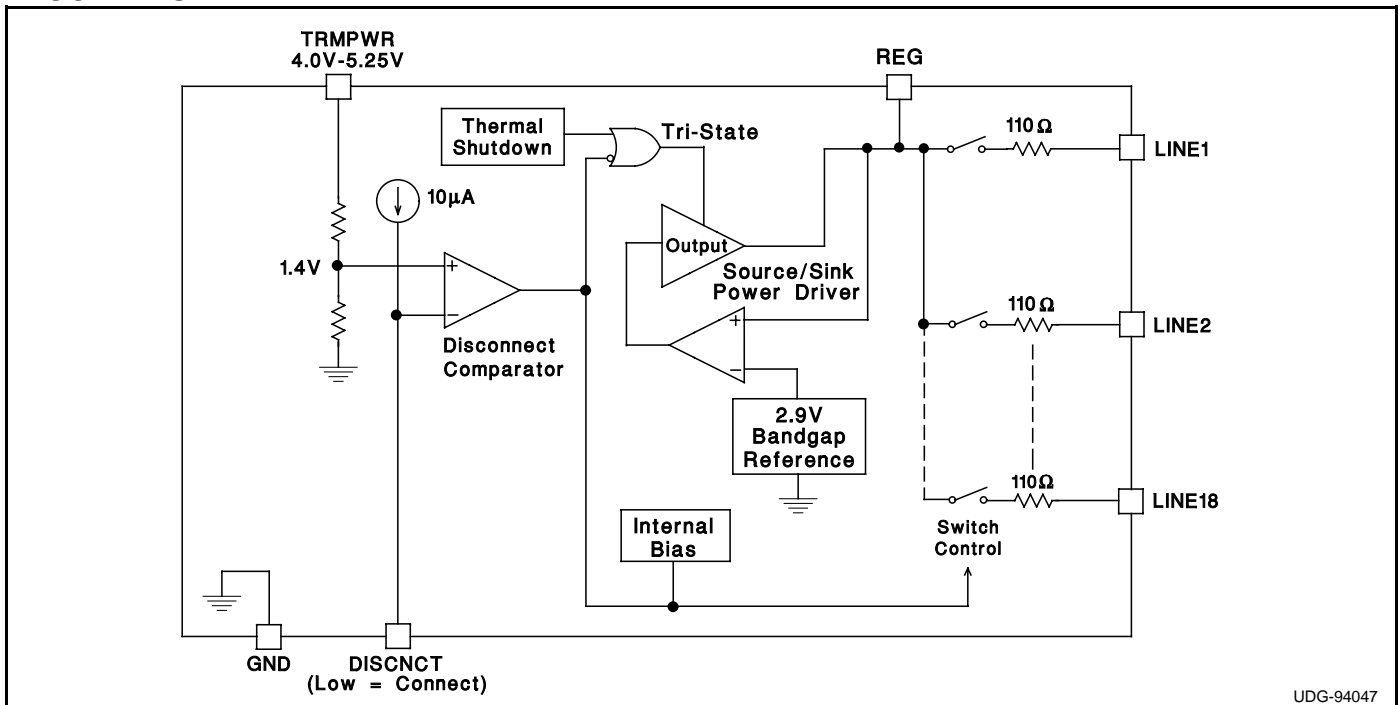 TRMPWR
4.0V-5.25V
REG
Thermal
Shutdown
Tri-State
110Ω
LINE1
10µA
Output
1.4V
+
−
Source/Sink
Power Driver
Disconnect
Comparator
+
−
110Ω
LINE2
2.9V
Bandgap
Reference
110Ω
LINE18
Internal
Bias
Switch
Control
GND
DISCNCT
(Low = Connect)
UDG-94047